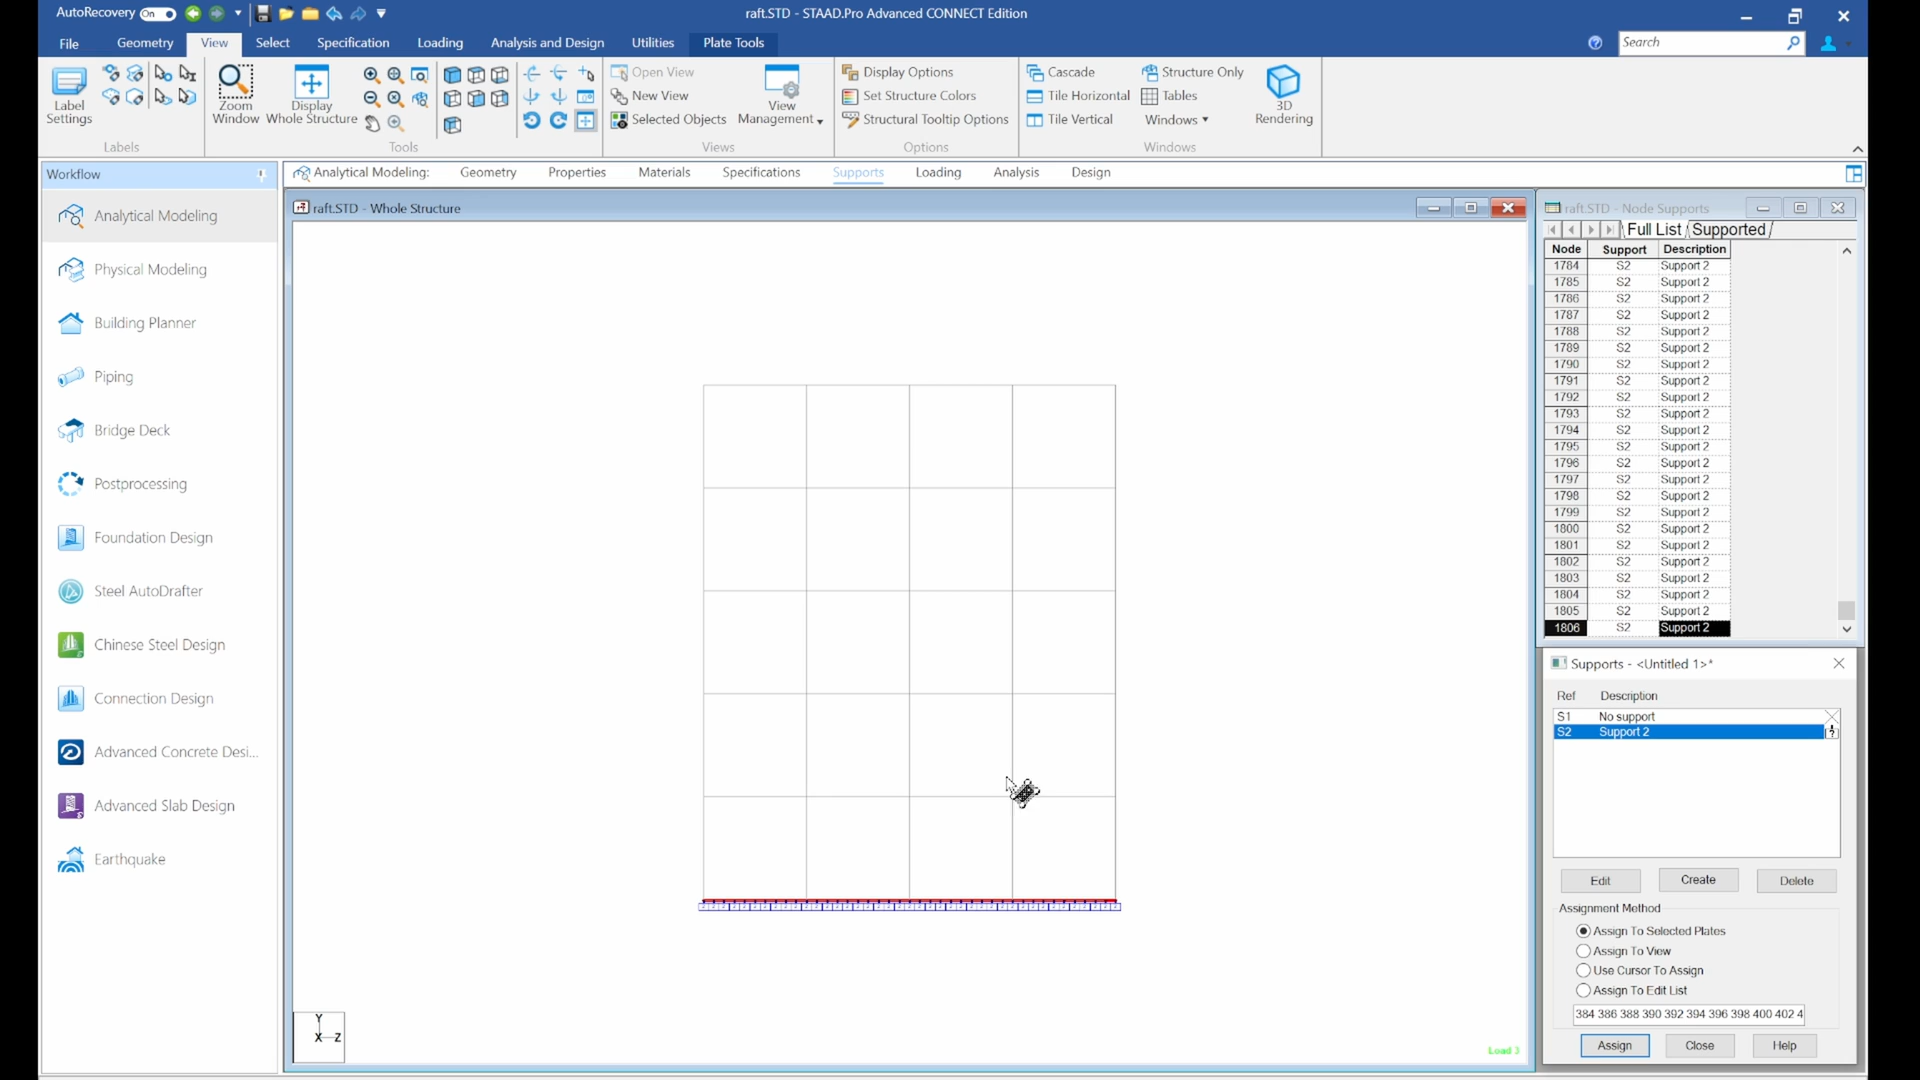 AutoRecovery On
raft.STD - STAAD.Pro Advanced CONNECT Edition
File Geometry View Select Specification Loading Analysis and Design Utilities Plate Tools
Search
Label Settings
Zoom Window
Display Whole Structure
Open View
New View
Selected Objects
View Management
Display Options
Set Structure Colors
Structural Tooltip Options
Cascade
Tile Horizontal
Tile Vertical
Structure Only
Tables
Windows
3D Rendering
Labels Tools Views Options Windows
Workflow
Analytical Modeling
Physical Modeling
Building Planner
Piping
Bridge Deck
Postprocessing
Foundation Design
Steel AutoDrafter
Chinese Steel Design
Connection Design
Advanced Concrete Desi...
Advanced Slab Design
Earthquake
Analytical Modeling: Geometry Properties Materials Specifications Supports Loading Analysis Design
raft.STD - Whole Structure
Y
X Z
Load 3
raft.STD - Node Supports
Full List Supported
Node Support Description
1784 S2 Support 2
1785 S2 Support 2
1786 S2 Support 2
1787 S2 Support 2
1788 S2 Support 2
1789 S2 Support 2
1790 S2 Support 2
1791 S2 Support 2
1792 S2 Support 2
1793 S2 Support 2
1794 S2 Support 2
1795 S2 Support 2
1796 S2 Support 2
1797 S2 Support 2
1798 S2 Support 2
1799 S2 Support 2
1800 S2 Support 2
1801 S2 Support 2
1802 S2 Support 2
1803 S2 Support 2
1804 S2 Support 2
1805 S2 Support 2
1806 S2 Support 2
Supports - <Untitled 1>*
Ref Description
S1 No support
S2 Support 2
Edit Create Delete
Assignment Method
Assign To Selected Plates
Assign To View
Use Cursor To Assign
Assign To Edit List
384 386 388 390 392 394 396 398 400 402 4
Assign Close Help